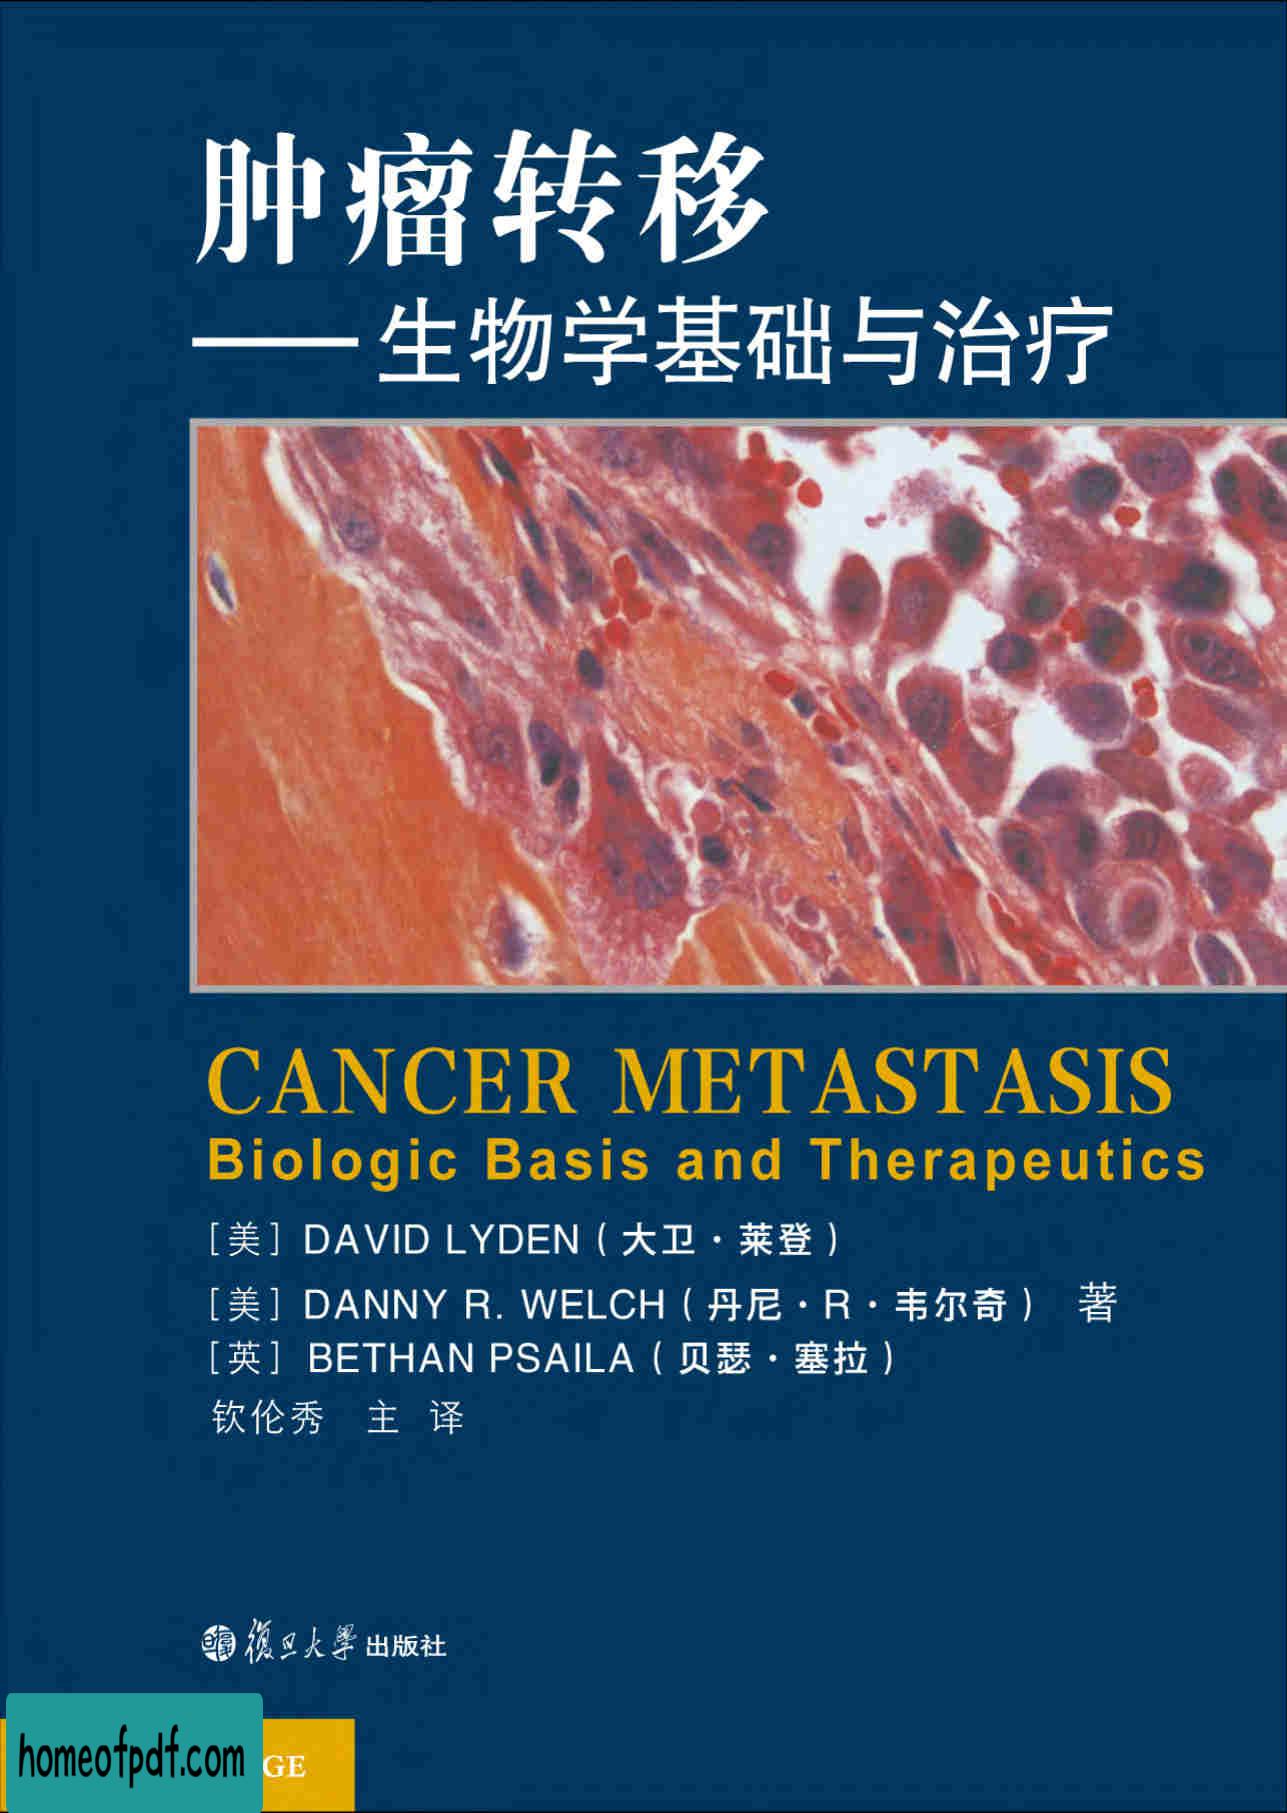 肿瘤转移
——生物学基础与治疗
CANCER METASTASIS
Biologic Basis and Therapeutics
[美] DAVID LYDEN（大卫·莱登）
[美] DANNY R. WELCH（丹尼·R·韦尔奇） 著
[英] BETHAN PSAILA（贝瑟·塞拉）
钦伦秀 主 译
復旦大學 出版社
homeofpdf.com
GE